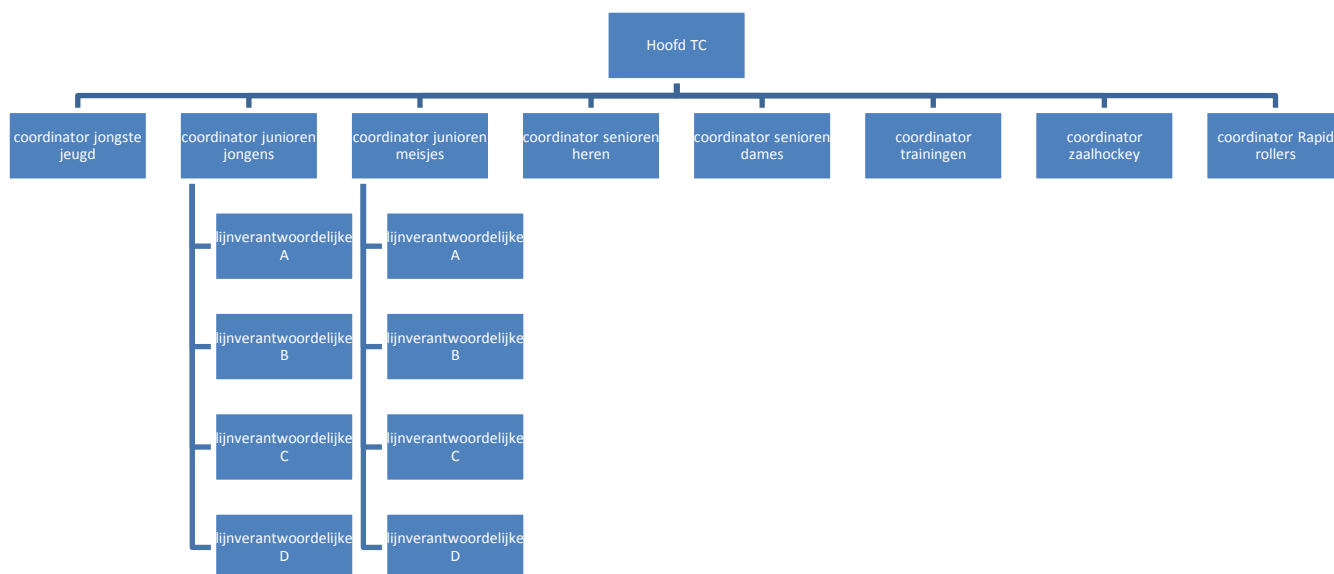 Hoofd TC
coordinator jongste
jeugd
coordinator junioren
jongens
coordinator junioren
meisjes
coordinator senioren
heren
coordinator senioren
dames
coordinator
trainingen
coordinator
zaalhockey
coordinator Rapid
rollers
lijnverantwoordelijke
A
lijnverantwoordelijke
B
lijnverantwoordelijke
C
lijnverantwoordelijke
D
lijnverantwoordelijke
A
lijnverantwoordelijke
B
lijnverantwoordelijke
C
lijnverantwoordelijke
D